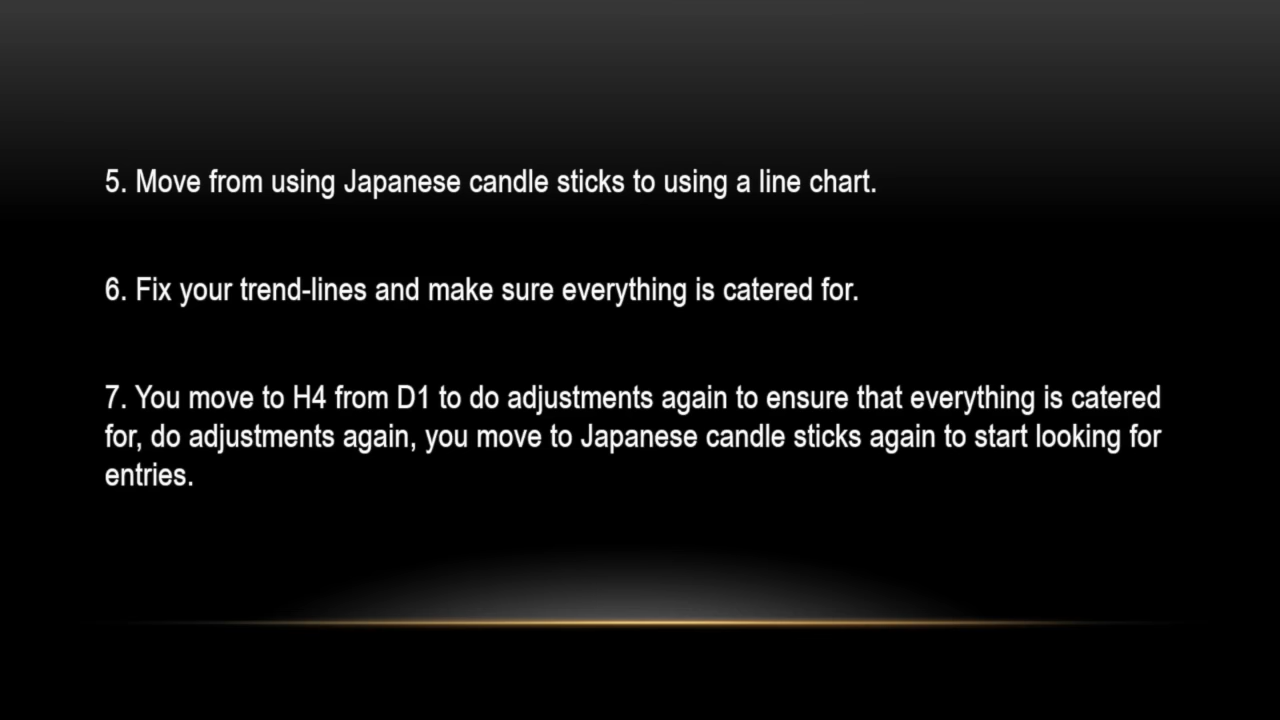 5. Move from using Japanese candle sticks to using a line chart.
6. Fix your trend-lines and make sure everything is catered for.
7. You move to H4 from D1 to do adjustments again to ensure that everything is catered
for, do adjustments again, you move to Japanese candle sticks again to start looking for
entries.